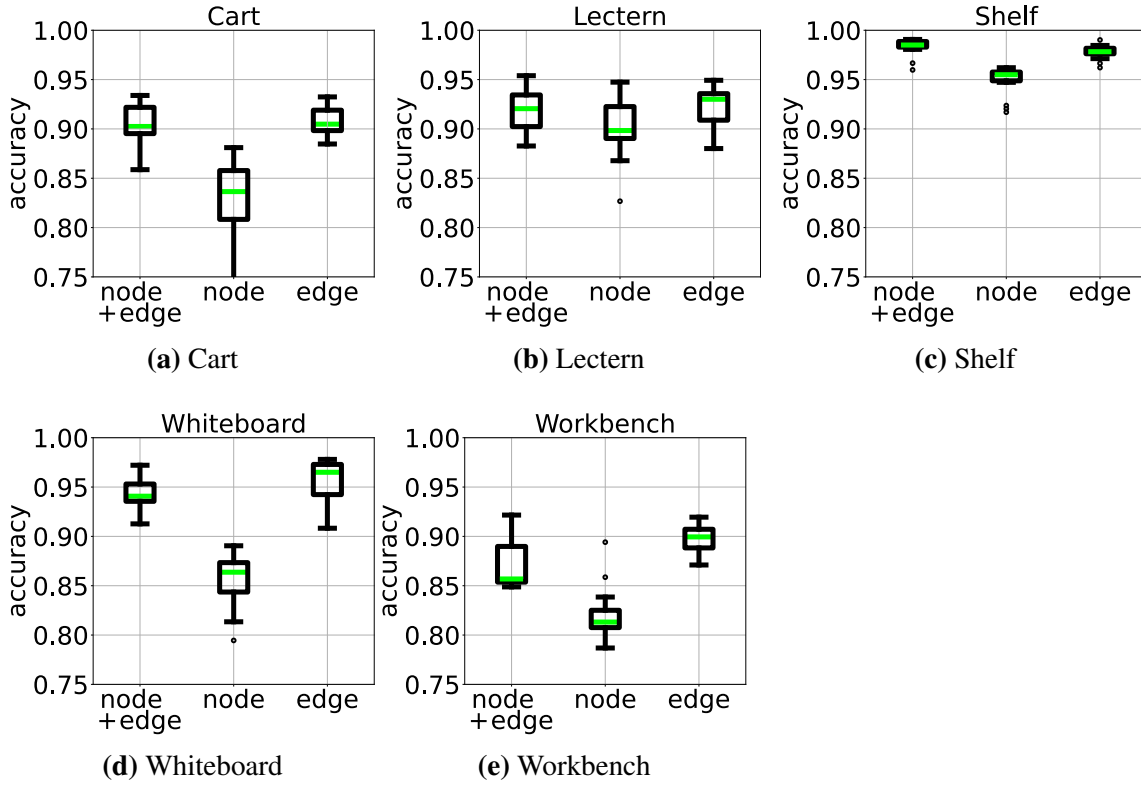 Cart
1.00
0.95
0.90
0.85
0.80
0.75
accuracy
node
+edge
node
edge
(a) Cart
Lectern
1.00
0.95
0.90
0.85
0.80
0.75
accuracy
node
+edge
node
edge
(b) Lectern
Shelf
1.00
0.95
0.90
0.85
0.80
0.75
accuracy
node
+edge
node
edge
(c) Shelf
Whiteboard
1.00
0.95
0.90
0.85
0.80
0.75
accuracy
node
+edge
node
edge
(d) Whiteboard
Workbench
1.00
0.95
0.90
0.85
0.80
0.75
accuracy
node
+edge
node
edge
(e) Workbench